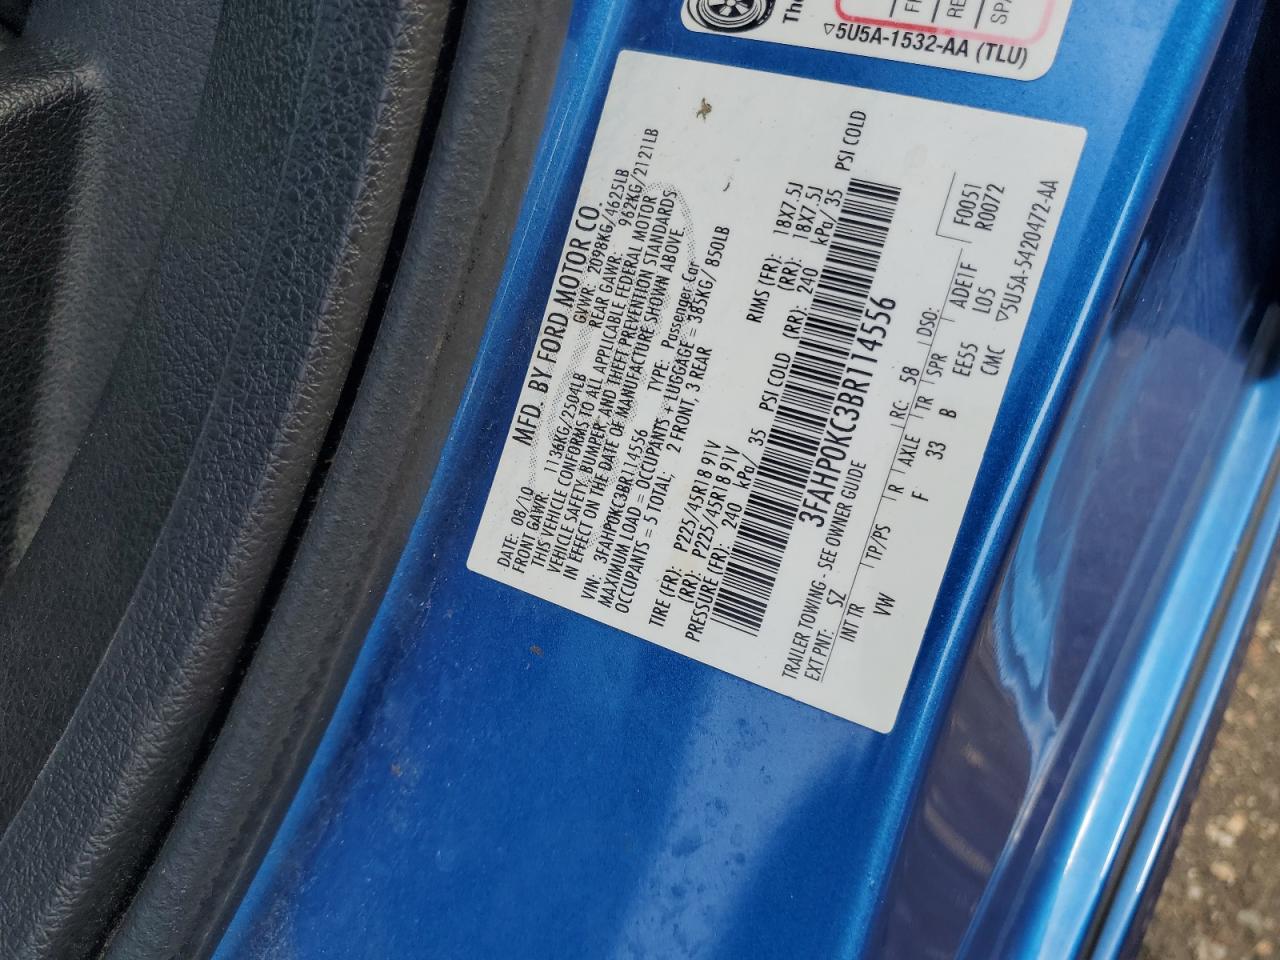 The
FR
RE
SPA
▽5U5A-1532-AA (TLU)
MFD. BY FORD MOTOR CO.
DATE: 08/10 GVWR: 2098KG/4625LB
FRONT GAWR: 1136KG/2504LB REAR GAWR: 962KG/2121LB
THIS VEHICLE CONFORMS TO ALL APPLICABLE FEDERAL MOTOR
VEHICLE SAFETY, BUMPER, AND THEFT PREVENTION STANDARDS
IN EFFECT ON THE DATE OF MANUFACTURE SHOWN ABOVE
VIN: 3FAHP0KC3BR114556 TYPE: Passenger Car
MAXIMUM LOAD = OCCUPANTS + LUGGAGE = 385KG/850LB
OCCUPANTS = 5 TOTAL: 2 FRONT, 3 REAR
TIRE (FR): P225/45R18 91V RIMS (FR): 18X7.5J
(RR): P225/45R18 91V (RR): 18X7.5J
PRESSURE (FR): 240 kPa/ 35 PSI COLD (RR): 240 kPa/ 35 PSI COLD
3FAHP0KC3BR114556
TRAILER TOWING - SEE OWNER GUIDE
EXT PNT: SZ RC: 58 DSO: F0051
INT TR TP/PS R AXLE TR SPR ADE1F R0072
VW F 33 B EE55 L05
CMC ▽5U5A-5420472-AA